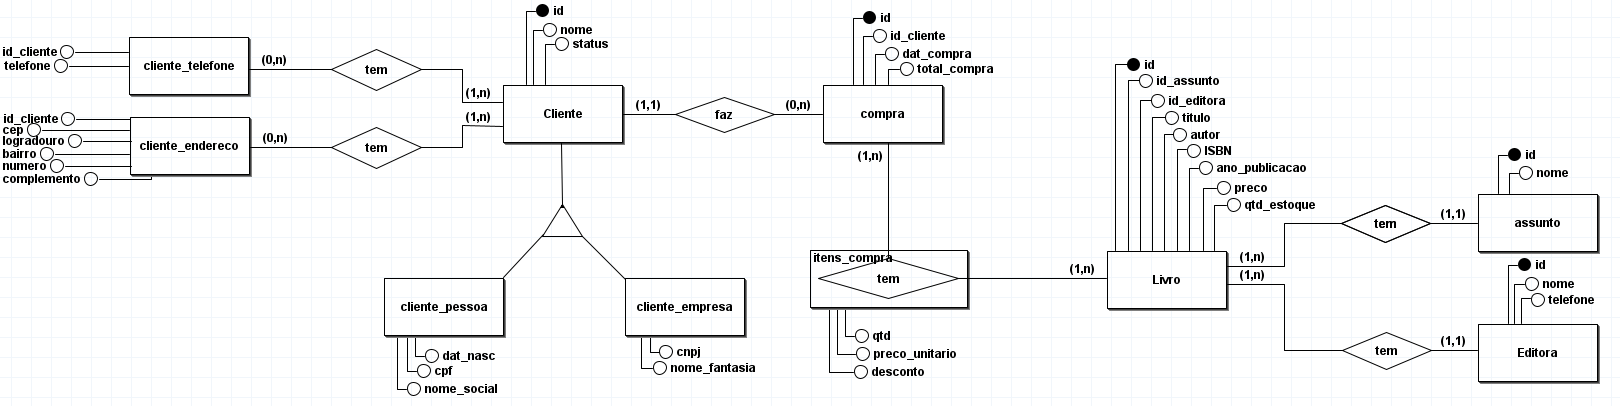 id_cliente
telefone
cliente_telefone
(0,n)
tem
(1,n)
id_cliente
cep
logradouro
bairro
numero
complemento
cliente_endereco
(0,n)
tem
(1,n)
id
nome
status
Cliente
(1,1)
faz
(0,n)
id
id_cliente
dat_compra
total_compra
compra
(1,n)
cliente_pessoa
dat_nasc
cpf
nome_social
cliente_empresa
cnpj
nome_fantasia
itens_compra
tem
qtd
preco_unitario
desconto
(1,n)
id
id_assunto
id_editora
titulo
autor
ISBN
ano_publicacao
preco
qtd_estoque
Livro
(1,n)
(1,n)
tem
(1,1)
id
nome
assunto
tem
(1,1)
id
nome
telefone
Editora